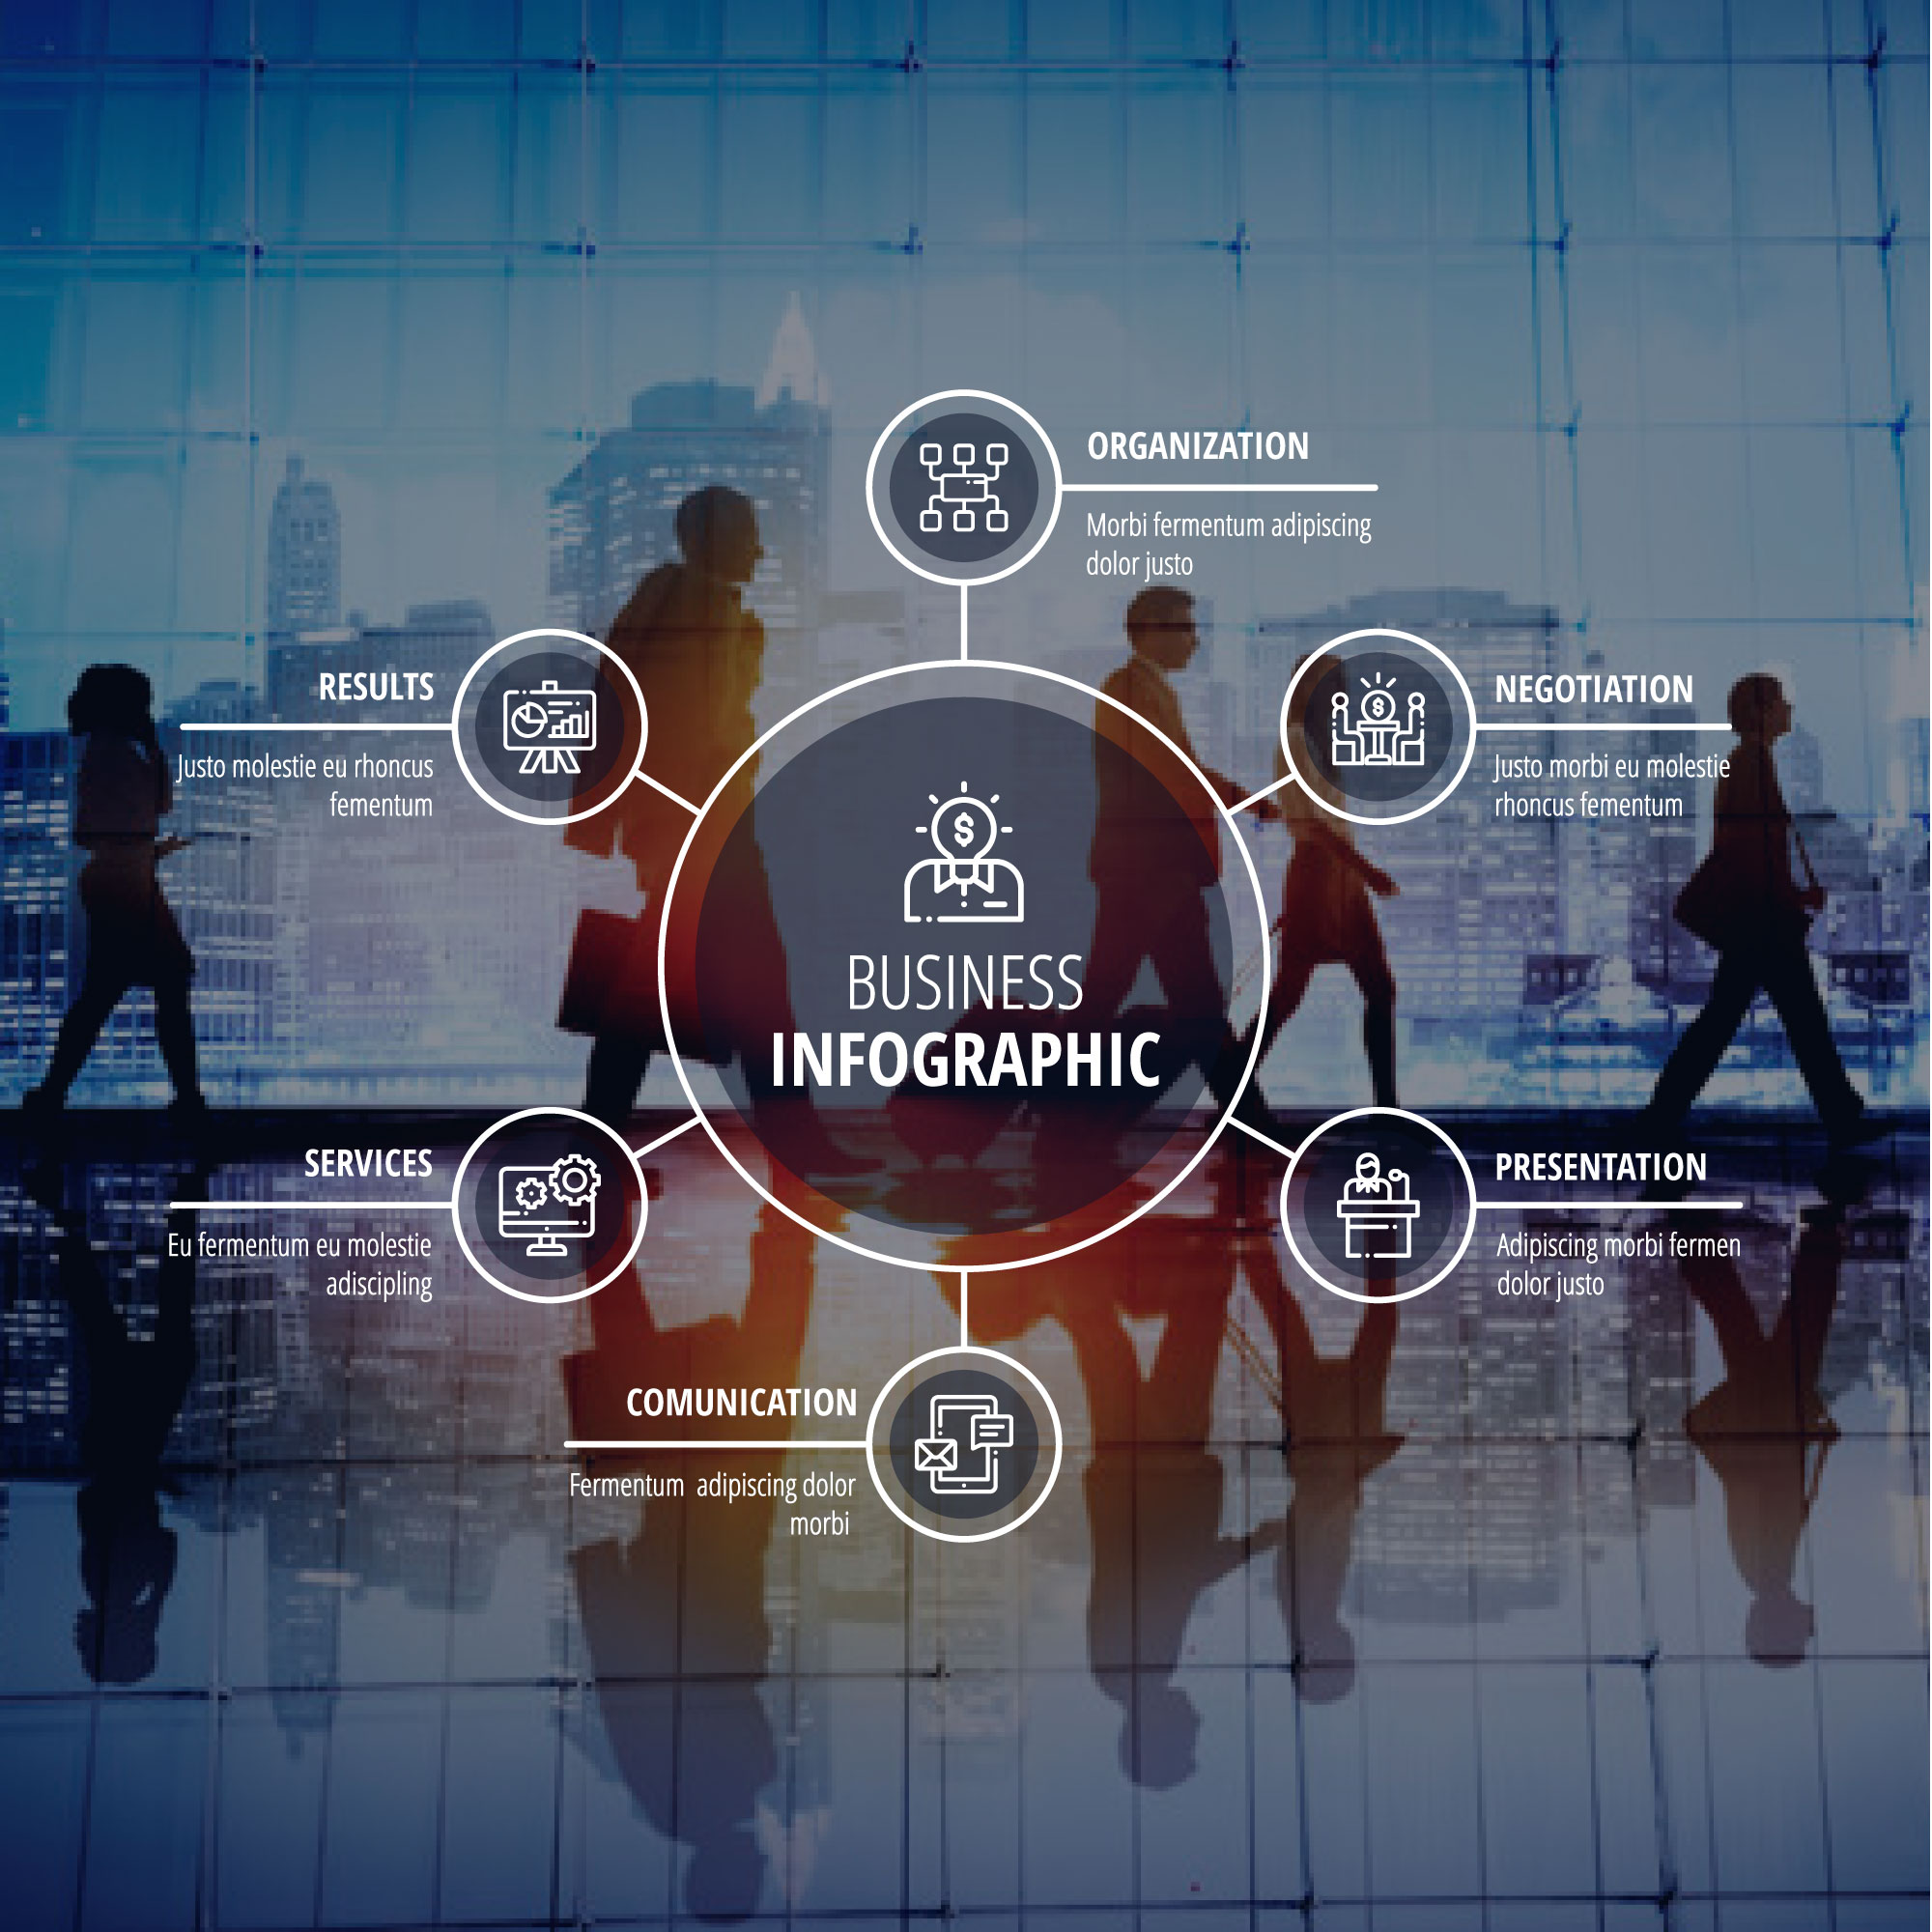 ORGANIZATION
Morbi fermentum adipiscing
dolor justo
RESULTS
Justo molestie eu rhoncus
fementum
NEGOTIATION
Justo morbi eu molestie
rhoncus fementum
$
$
BUSINESS
INFOGRAPHIC
SERVICES
Eu fermentum eu molestie
adiscipling
PRESENTATION
Adipiscing morbi fermen
dolor justo
COMUNICATION
Fermentum adipiscing dolor
morbi